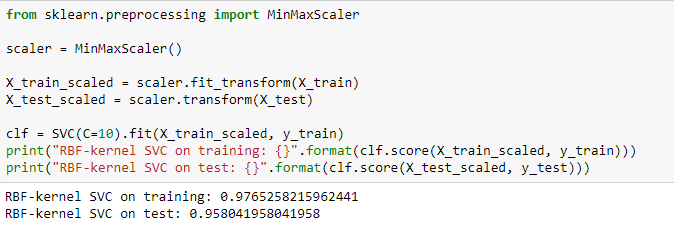 from sklearn.preprocessing import MinMaxScaler
scaler = MinMaxScaler()
X_train_scaled = scaler.fit_transform(X_train)
X_test_scaled = scaler.transform(X_test)
clf = SVC(C=10).fit(X_train_scaled, y_train)
print("RBF-kernel SVC on training: {}".format(clf.score(X_train_scaled, y_train)))
print("RBF-kernel SVC on test: {}".format(clf.score(X_test_scaled, y_test)))
RBF-kernel SVC on training: 0.9765258215962441
RBF-kernel SVC on test: 0.958041958041958